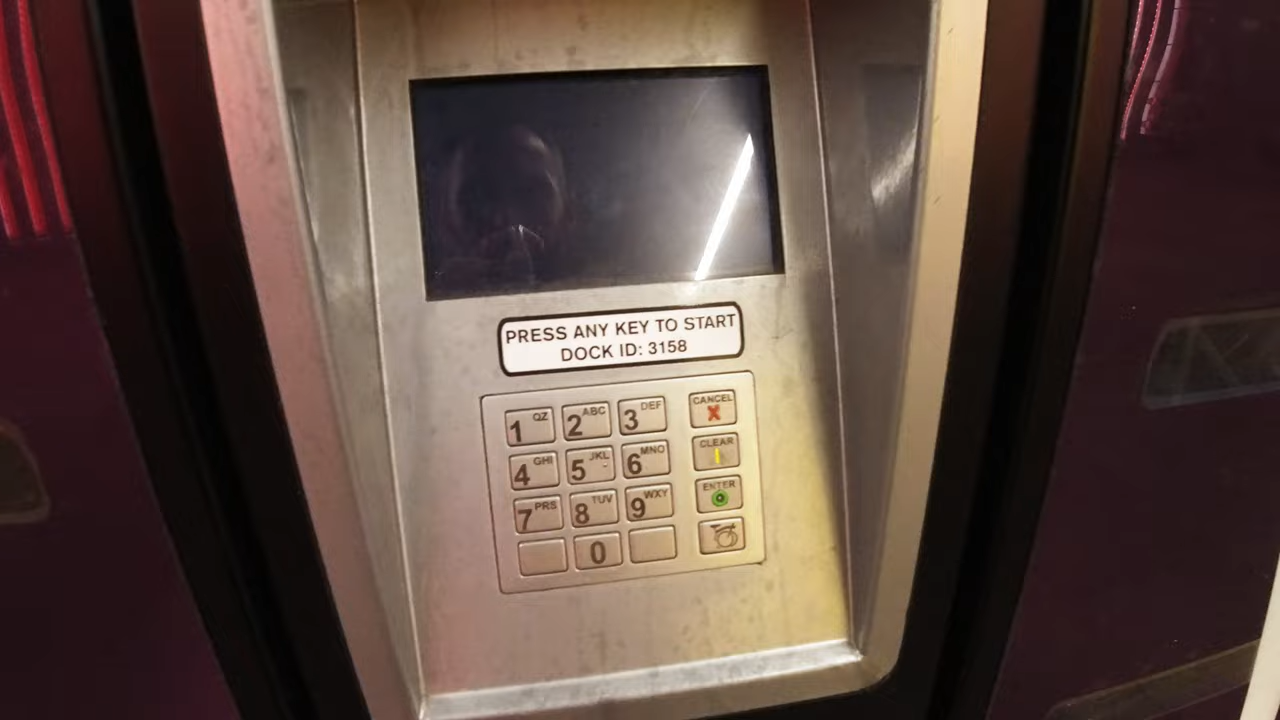 PRESS ANY KEY TO START
DOCK ID: 3158
1 QZ 2 ABC 3 DEF CANCEL
4 GHI 5 JKL 6 MNO CLEAR
7 PRS 8 TUV 9 WXY ENTER
0